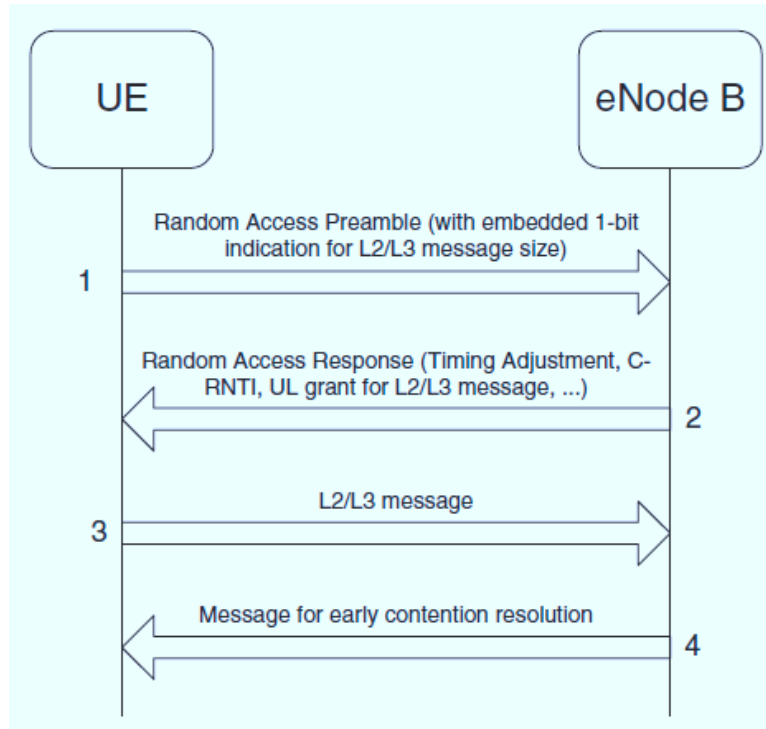 UE
eNode B
Random Access Preamble (with embedded 1-bit
indication for L2/L3 message size)
1
Random Access Response (Timing Adjustment, C-
RNTI, UL grant for L2/L3 message, ...)
2
L2/L3 message
3
Message for early contention resolution
4